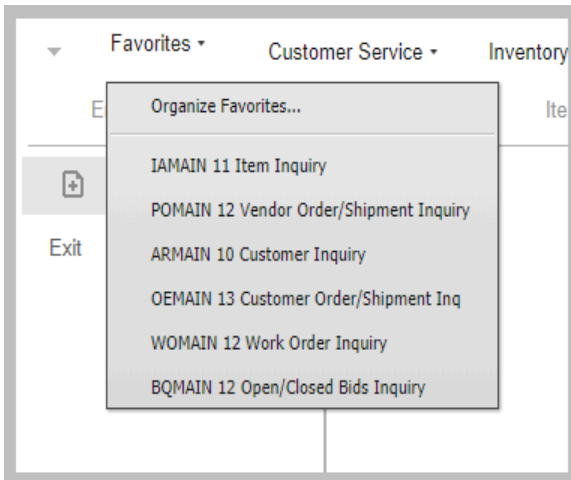 Favorites Customer Service Inventory
Organize Favorites...
IAMAIN 11 Item Inquiry
POMAIN 12 Vendor Order/Shipment Inquiry
ARMAIN 10 Customer Inquiry
OEMAIN 13 Customer Order/Shipment Inq
WOMAIN 12 Work Order Inquiry
BQMAIN 12 Open/Closed Bids Inquiry
Exit